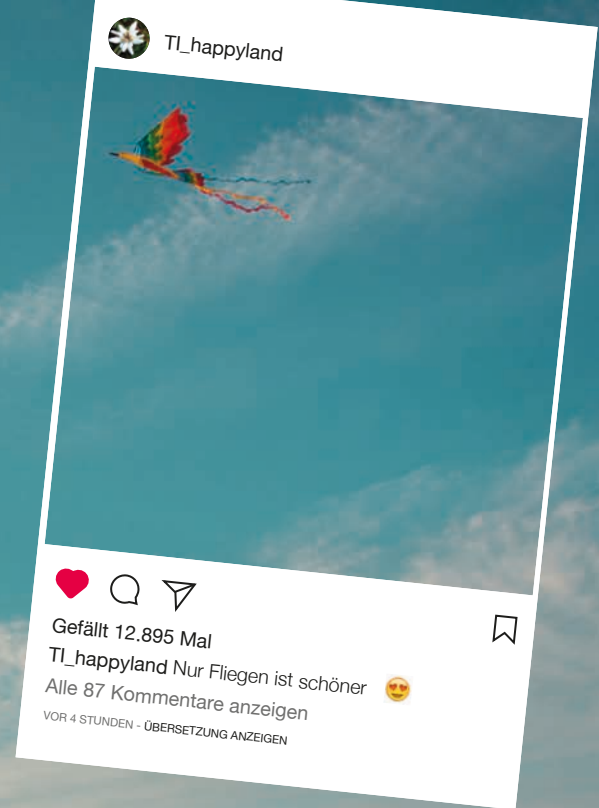 TI_happyland
Gefällt 12.895 Mal
TI_happyland Nur Fliegen ist schöner 😍
Alle 87 Kommentare anzeigen
VOR 4 STUNDEN - ÜBERSETZUNG ANZEIGEN